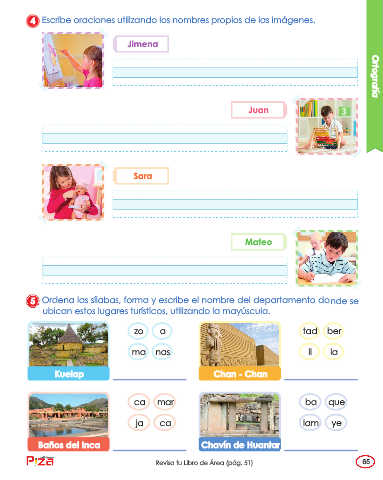 4 Escribe oraciones utilizando los nombres propios de las imágenes.
Jimena
Ortografía
Juan
Sara
Mateo
5 Ordena las sílabas, forma y escribe el nombre del departamento donde se
ubican estos lugares turísticos, utilizando la mayúscula.
zo a
ma nas
Kuelap
tad ber
li la
Chan - Chan
ca mar
ja ca
Baños del Inca
ba que
lam ye
Chavín de Huantar
Revisa tu Libro de Área (pág. 51)
65